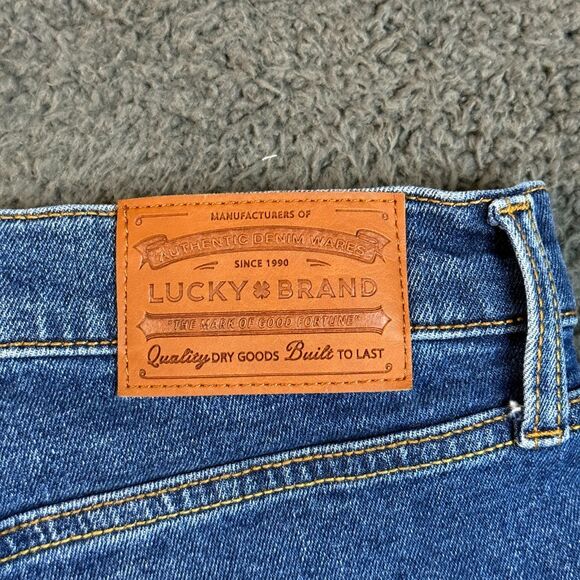 MANUFACTURERS OF
AUTHENTIC DENIM WARES
SINCE 1990
LUCKY BRAND
"THE MARK OF GOOD FORTUNE"
Quality DRY GOODS Built TO LAST